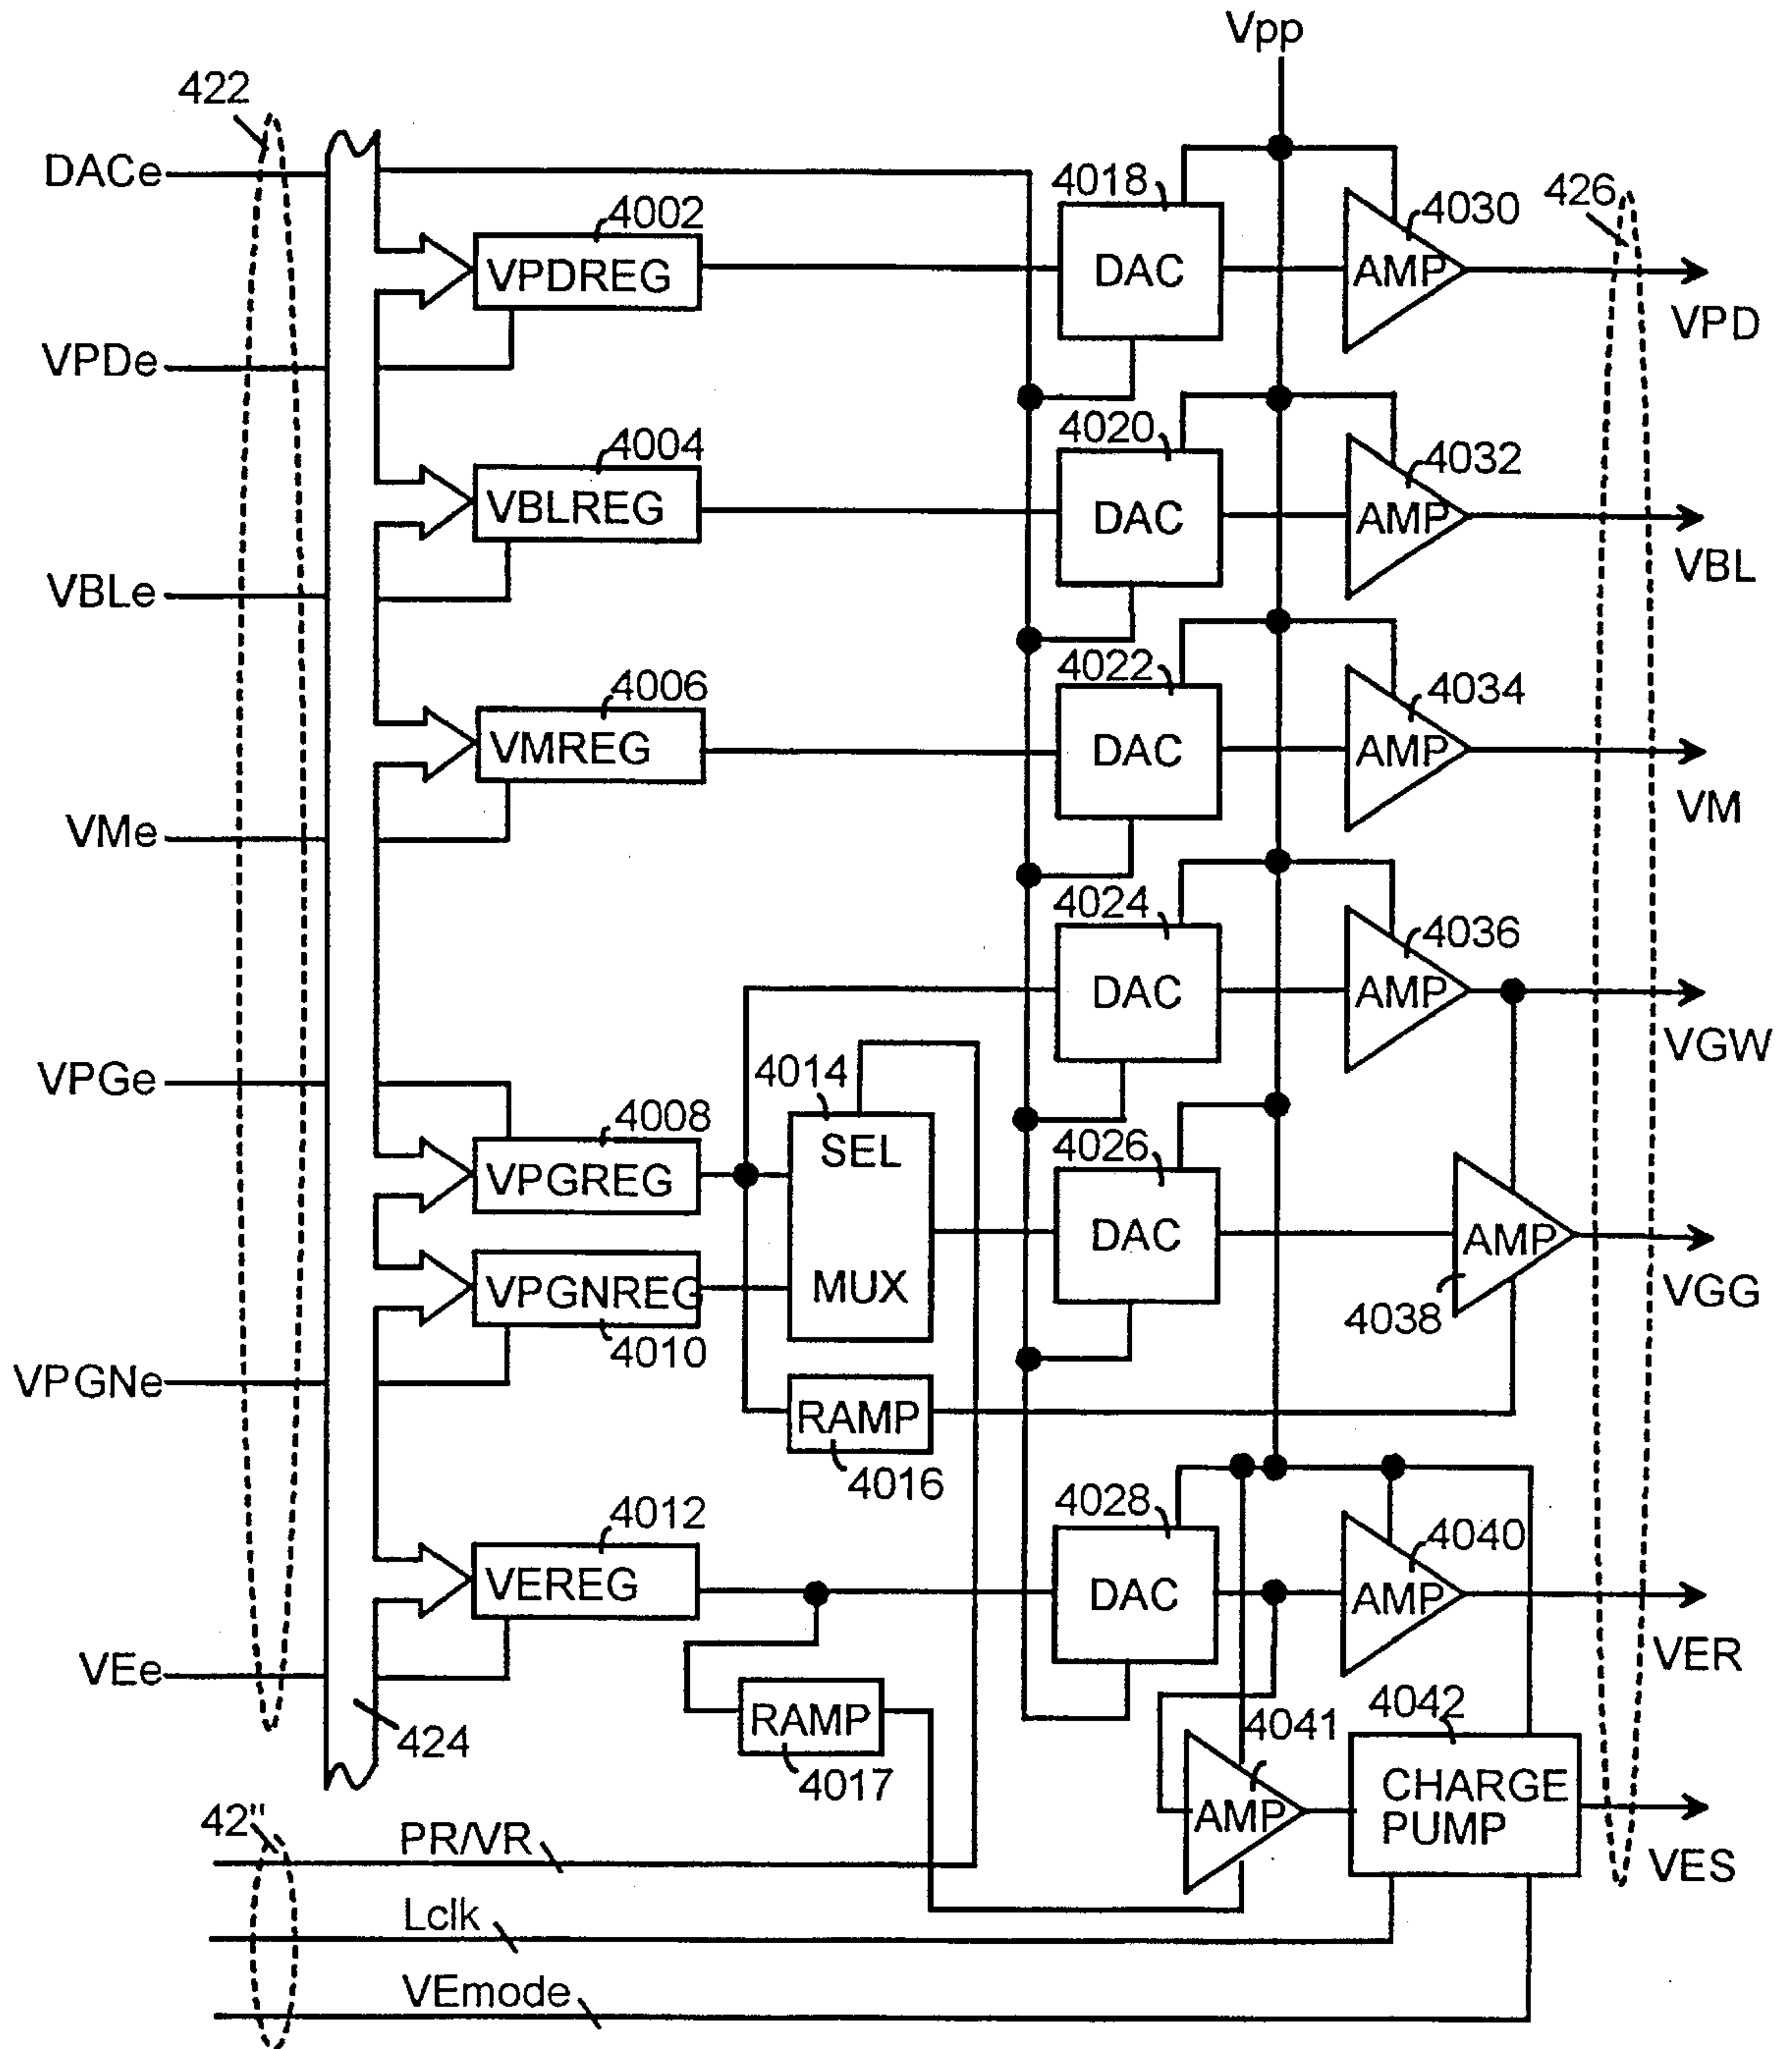 Vpp
422
DACe
4018
4030
426
4002
VPDREG
DAC
AMP
VPD
VPDe
4020
4032
4004
VBLREG
DAC
AMP
VBL
VBLe
4022
4034
4006
VMREG
DAC
AMP
VM
VMe
4024
4036
DAC
AMP
VGW
VPGe
4014
4008
SEL
4026
VPGREG
DAC
AMP
VPGNREG
MUX
VGG
4038
4010
VPGNe
RAMP
4016
4028
4040
4012
VEREG
DAC
AMP
VER
VEe
RAMP
4042
4041
424
4017
CHARGE
PUMP
AMP
42"
PR/VR
VES
Lclk
VEmode